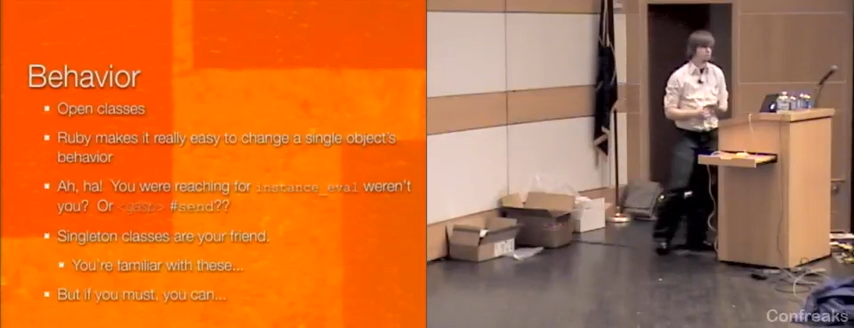 Behavior
Open classes
Ruby makes it really easy to change a single object's
behavior
Ah, ha! You were reaching for instance_eval weren't
you? Or <gasp> #send??
Singleton classes are your friend.
You're familiar with these...
But if you must, you can...
Confreaks